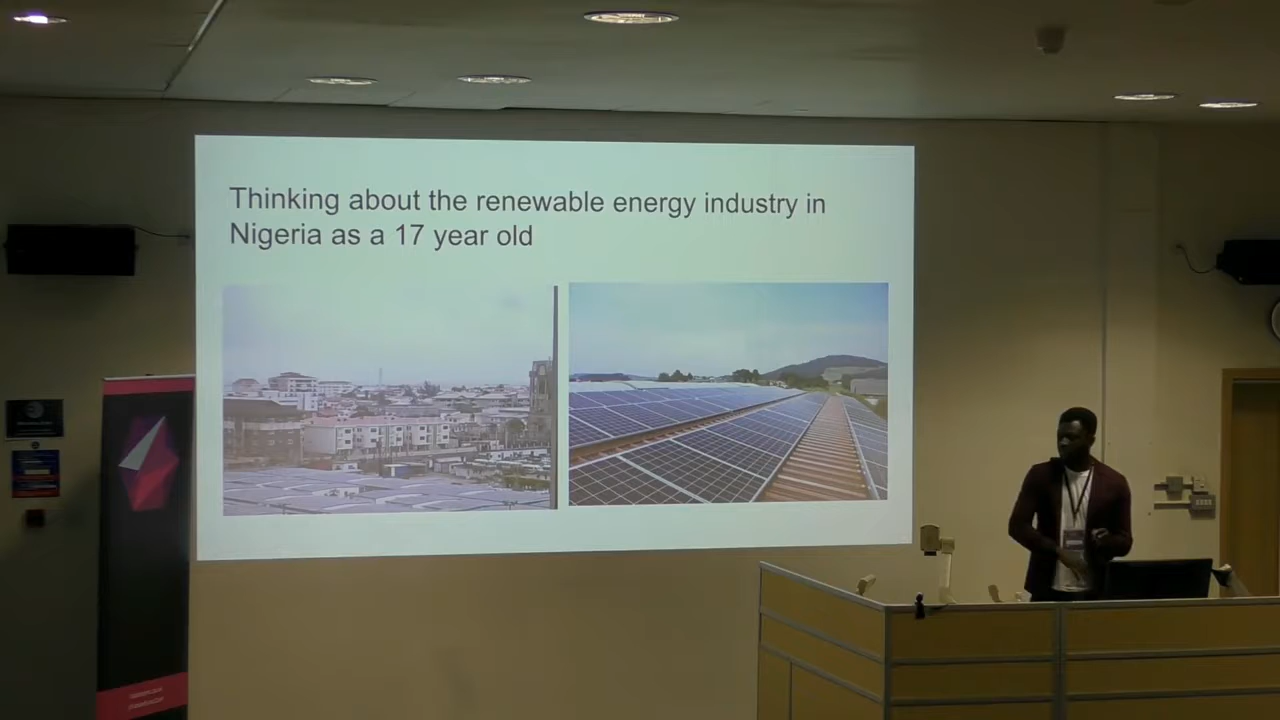 Thinking about the renewable energy industry in
Nigeria as a 17 year old